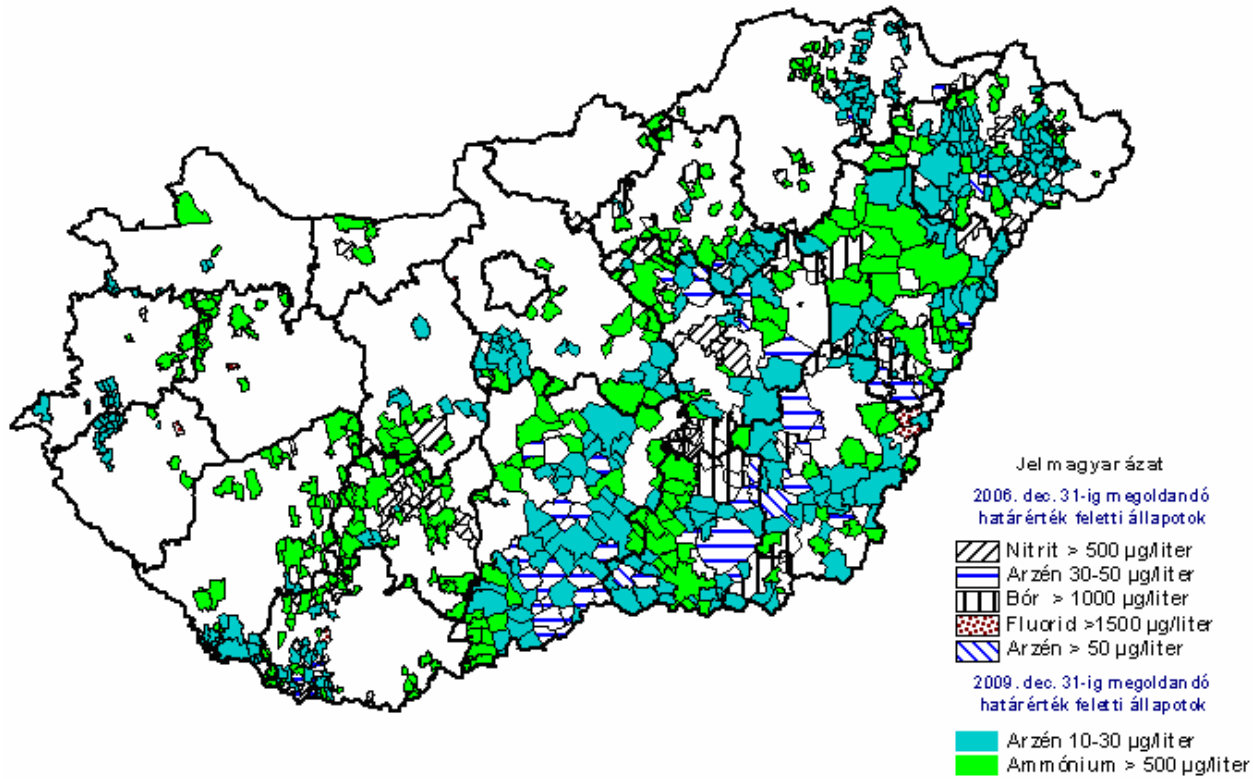 Jelmagyarázat
2006. dec. 31-ig megoldandó
határérték feletti állapotok
Nitrit > 500 µg/liter
Arzén 30-50 µg/liter
Bór > 1000 µg/liter
Fluorid >1500 µg/liter
Arzén > 50 µg/liter
2009. dec. 31-ig megoldandó
határérték feletti állapotok
Arzén 10-30 µg/liter
Ammónium > 500 µg/liter